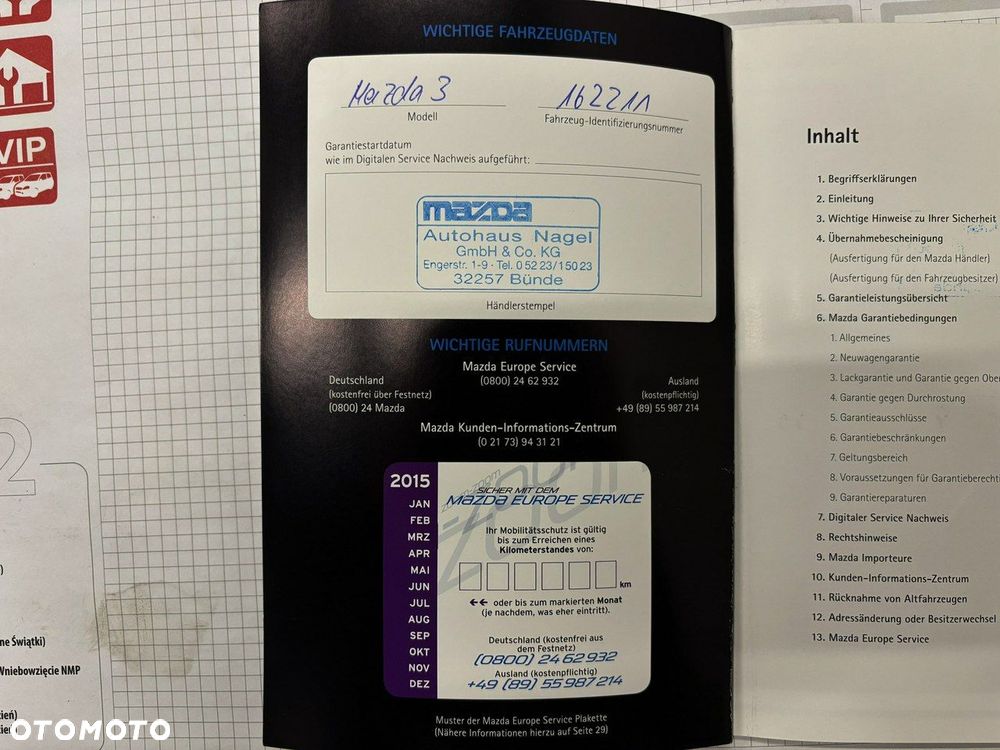 VIP
2
ne Świątki)
Wniebowzięcie NMP
zień)
OTOMOTO
WICHTIGE FAHRZEUGDATEN
Mazda 3
162211
Modell
Fahrzeug-Identifizierungsnummer
Garantiestartdatum
wie im Digitalen Service Nachweis aufgeführt:
mazda
Autohaus Nagel
GmbH & Co. KG
Engerstr. 1-9 · Tel. 0 52 23/1 50 23
32257 Bünde
Händlerstempel
WICHTIGE RUFNUMMERN
Mazda Europe Service
(0800) 24 62 932
Deutschland
(kostenfrei über Festnetz)
(0800) 24 Mazda
Ausland
(kostenpflichtig)
+49 (89) 55 987 214
Mazda Kunden-Informations-Zentrum
(0 21 73) 94 31 21
2015
JAN
FEB
MRZ
APR
MAI
JUN
JUL
AUG
SEP
OKT
NOV
DEZ
SICHER MIT DEM
MAZDA EUROPE SERVICE
Ihr Mobilitätsschutz ist gültig
bis zum Erreichen eines
Kilometerstandes von:
km
←← oder bis zum markierten Monat
(je nachdem, was eher eintritt).
Deutschland (kostenfrei aus
dem Festnetz)
(0800) 24 62 932
Ausland (kostenpflichtig)
+49 (89) 55 987 214
Muster der Mazda Europe Service Plakette
(Nähere Informationen hierzu auf Seite 29)
Inhalt
1. Begriffserklärungen
2. Einleitung
3. Wichtige Hinweise zu Ihrer Sicherheit
4. Übernahmebescheinigung
(Ausfertigung für den Mazda Händler)
(Ausfertigung für den Fahrzeugbesitzer)
5. Garantieleistungsübersicht
6. Mazda Garantiebedingungen
1. Allgemeines
2. Neuwagengarantie
3. Lackgarantie und Garantie gegen Ober
4. Garantie gegen Durchrostung
5. Garantieausschlüsse
6. Garantiebeschränkungen
7. Geltungsbereich
8. Voraussetzungen für Garantieberechti
9. Garantiereparaturen
7. Digitaler Service Nachweis
8. Rechtshinweise
9. Mazda Importeure
10. Kunden-Informations-Zentrum
11. Rücknahme von Altfahrzeugen
12. Adressänderung oder Besitzerwechsel
13. Mazda Europe Service